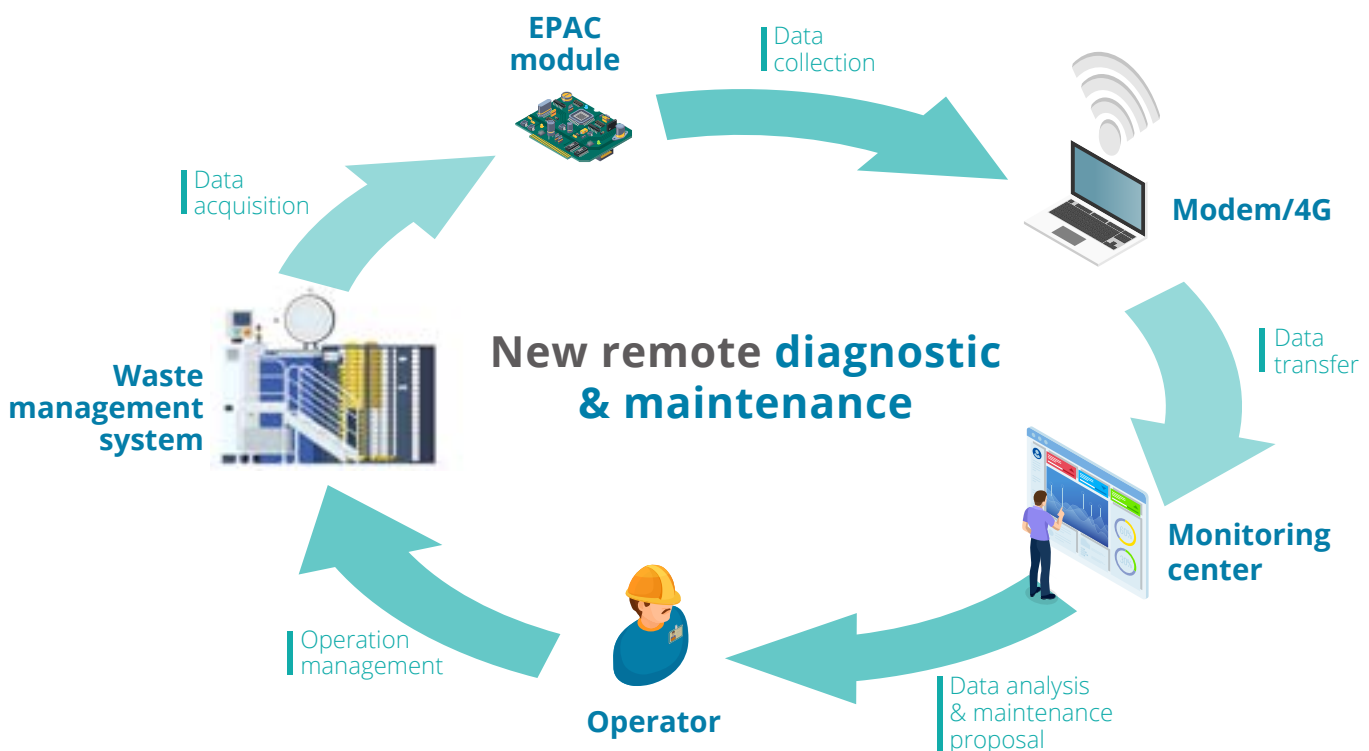 EPAC
module
Data
collection
Modem/4G
Data
transfer
Monitoring
center
Data analysis
& maintenance
proposal
Operator
Operation
management
Waste
management
system
Data
acquisition
New remote diagnostic
& maintenance